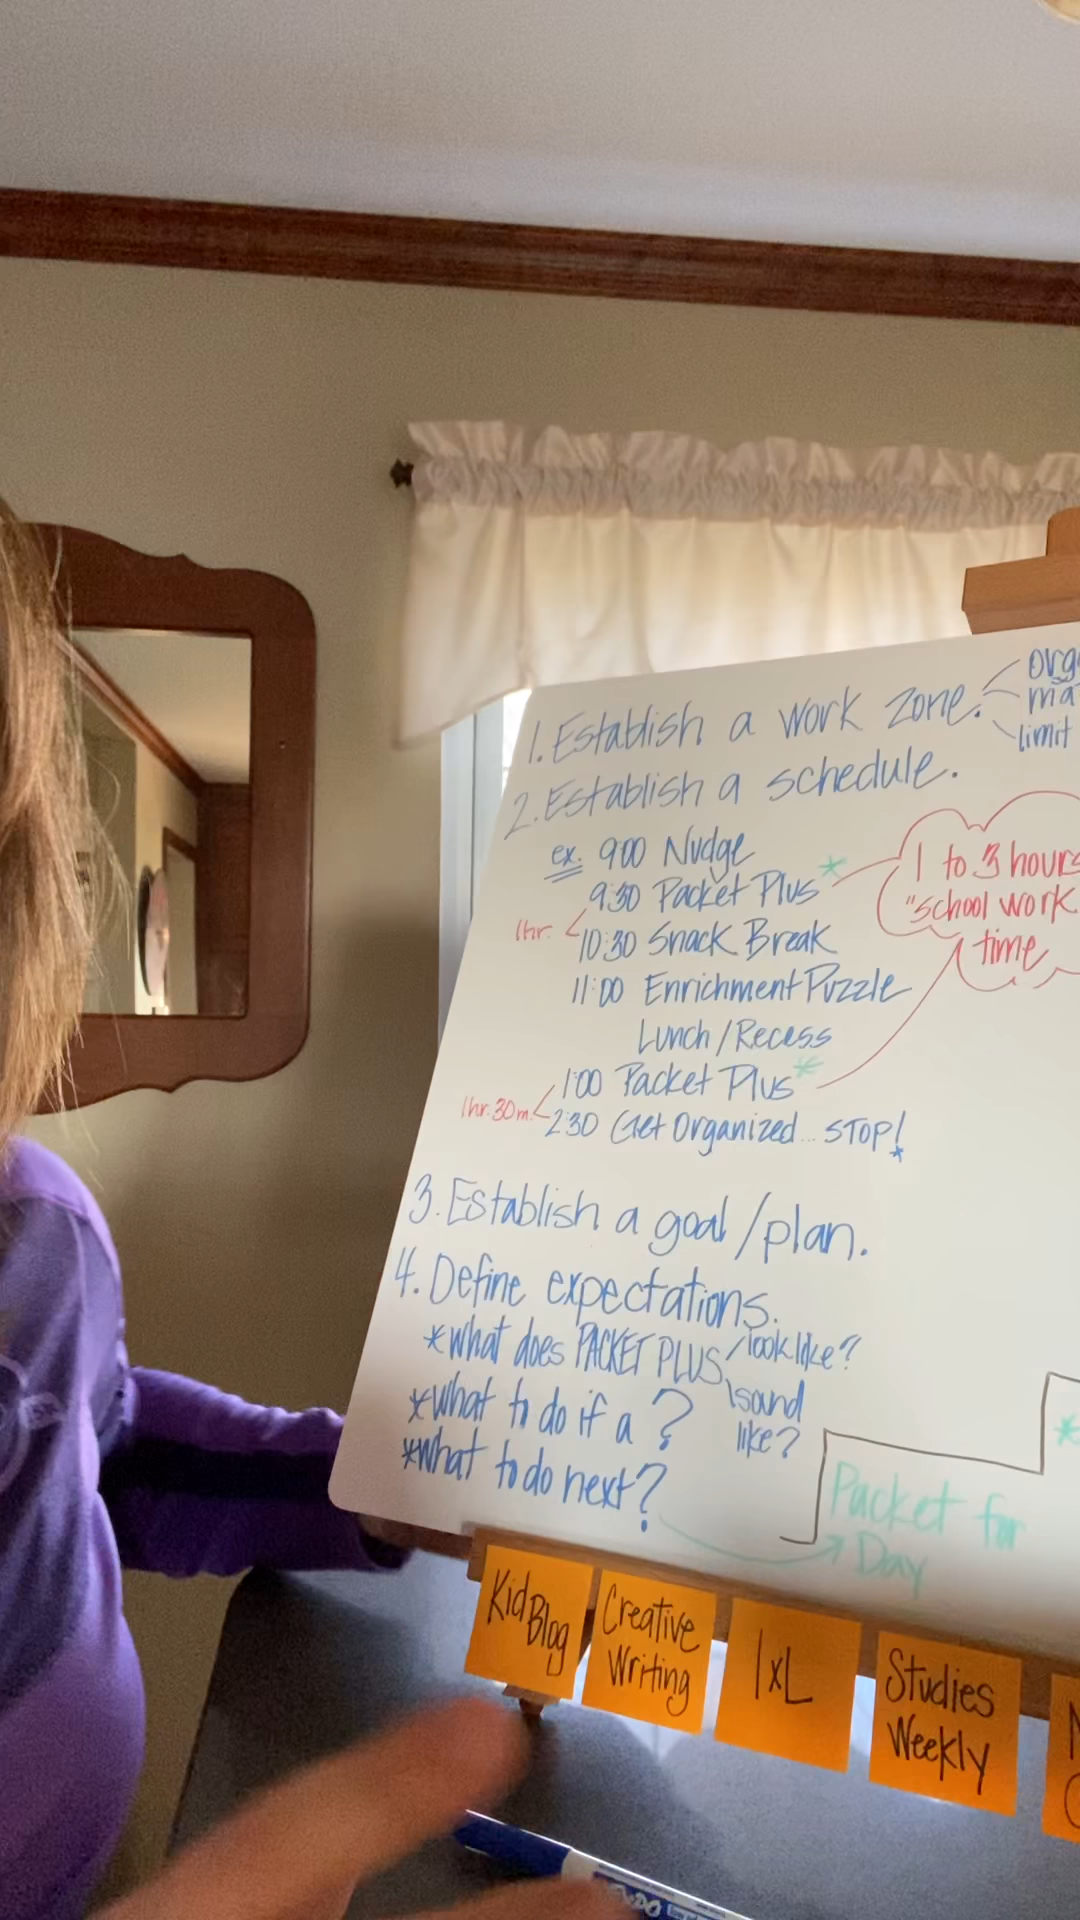 1. Establish a work zone.
limit
2. Establish a schedule.
ex. 9:00 Nudge
9:30 Packet Plus *
1 to 3 hours
"school work
time
1hr.
10:30 Snack Break
11:00 Enrichment Puzzle
Lunch / Recess
1:00 Packet Plus *
1hr. 30m.
2:30 Get Organized... STOP!
3. Establish a goal / plan.
4. Define expectations.
* What does PACKET PLUS look like?
sound
like?
* What to do if a ?
* What to do next?
Packet for
Day
*
Kid Blog
Creative
Writing
IxL
Studies
Weekly